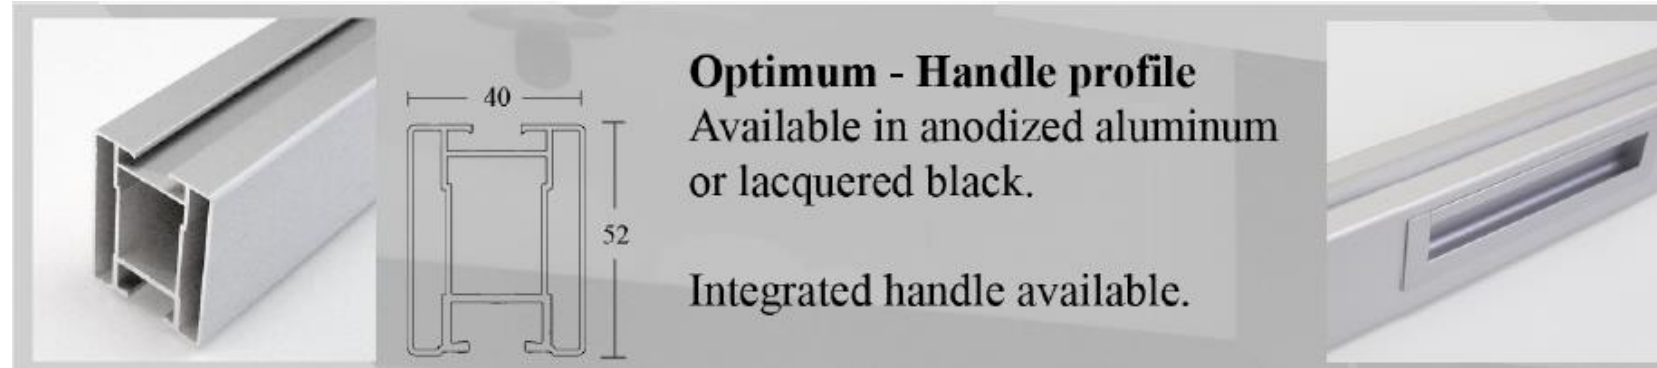 40
52
Optimum - Handle profile
Available in anodized aluminum
or lacquered black.
Integrated handle available.